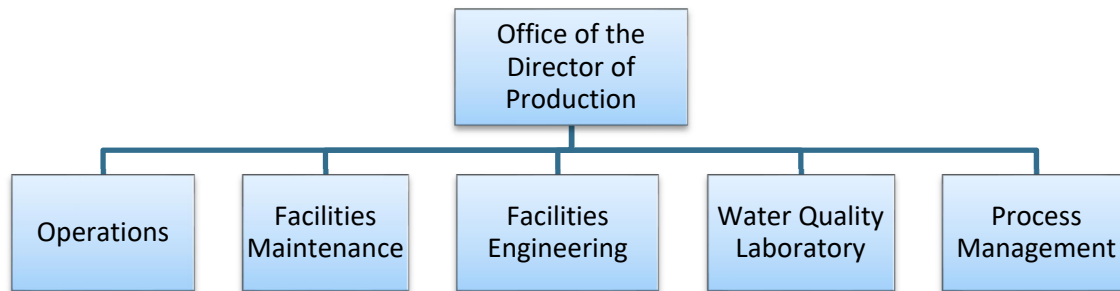 Office of the
Director of
Production
Operations
Facilities
Maintenance
Facilities
Engineering
Water Quality
Laboratory
Process
Management